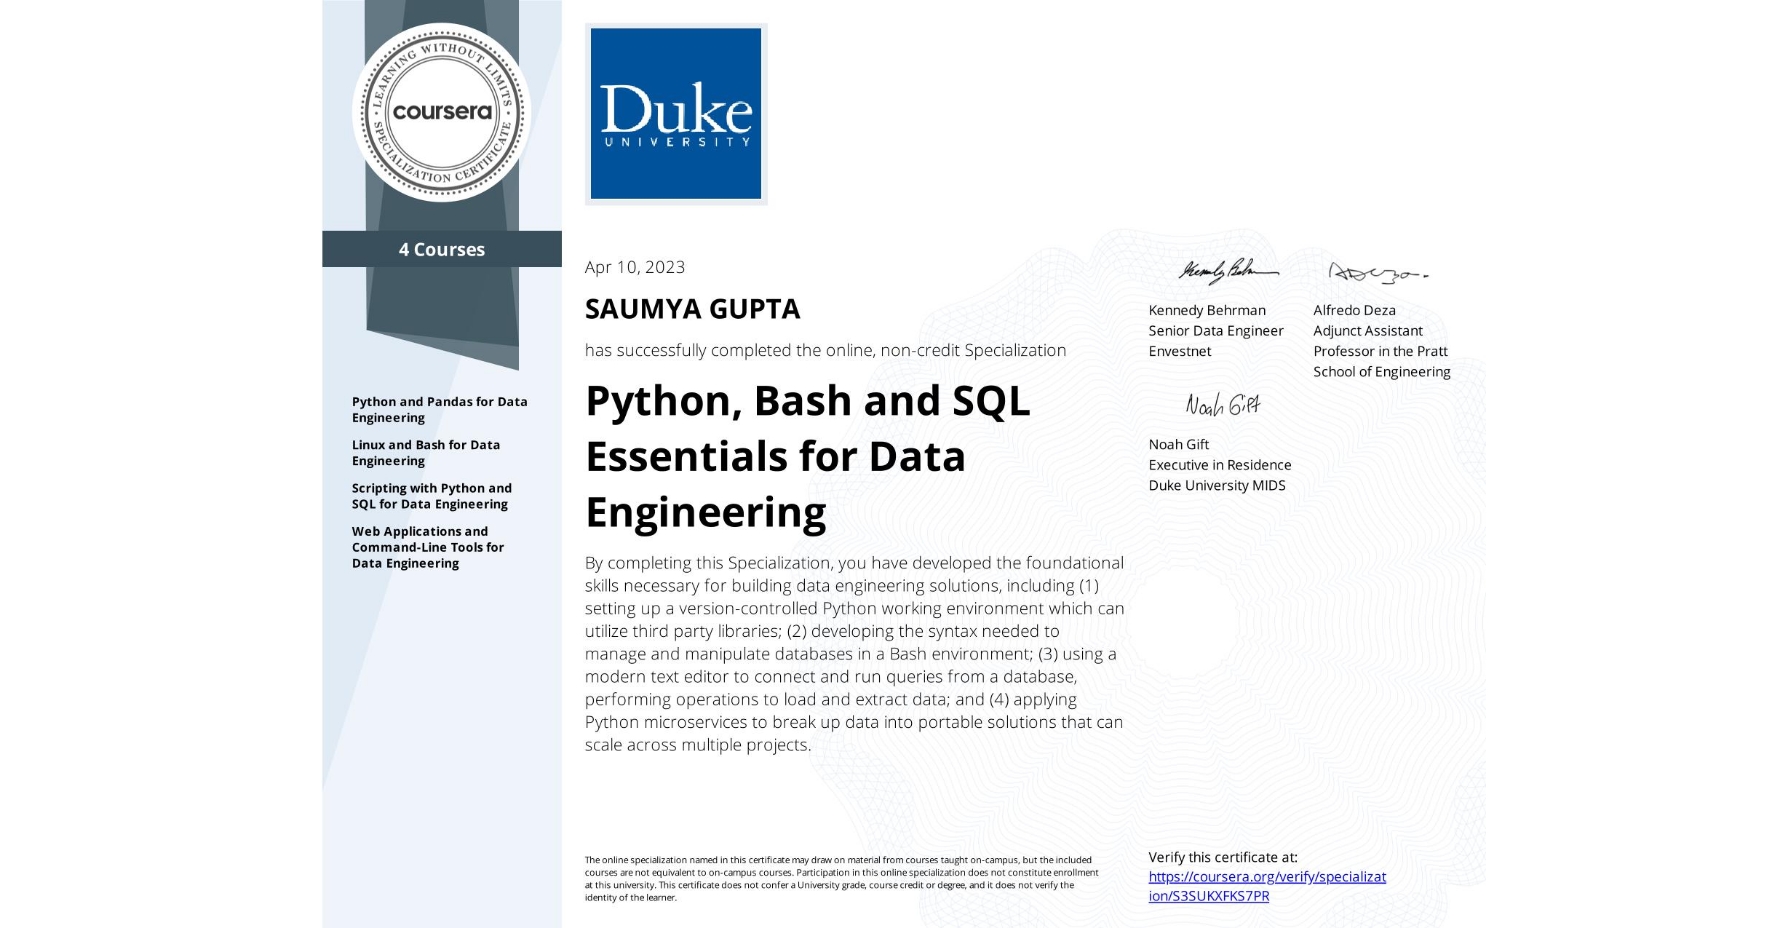 LEARNING WITHOUT LIMITS
coursera
SPECIALIZATION CERTIFICATE
4 Courses
Python and Pandas for Data
Engineering
Linux and Bash for Data
Engineering
Scripting with Python and
SQL for Data Engineering
Web Applications and
Command-Line Tools for
Data Engineering
Duke
UNIVERSITY
Apr 10, 2023
SAUMYA GUPTA
has successfully completed the online, non-credit Specialization
Python, Bash and SQL
Essentials for Data
Engineering
By completing this Specialization, you have developed the foundational
skills necessary for building data engineering solutions, including (1)
setting up a version-controlled Python working environment which can
utilize third party libraries; (2) developing the syntax needed to
manage and manipulate databases in a Bash environment; (3) using a
modern text editor to connect and run queries from a database,
performing operations to load and extract data; and (4) applying
Python microservices to break up data into portable solutions that can
scale across multiple projects.
Kennedy Behrman
Senior Data Engineer
Envestnet
Alfredo Deza
Adjunct Assistant
Professor in the Pratt
School of Engineering
Noah Gift
Noah Gift
Executive in Residence
Duke University MIDS
The online specialization named in this certificate may draw on material from courses taught on-campus, but the included
courses are not equivalent to on-campus courses. Participation in this online specialization does not constitute enrollment
at this university. This certificate does not confer a University grade, course credit or degree, and it does not verify the
identity of the learner.
Verify this certificate at:
https://coursera.org/verify/specializat
ion/S3SUKXFKS7PR